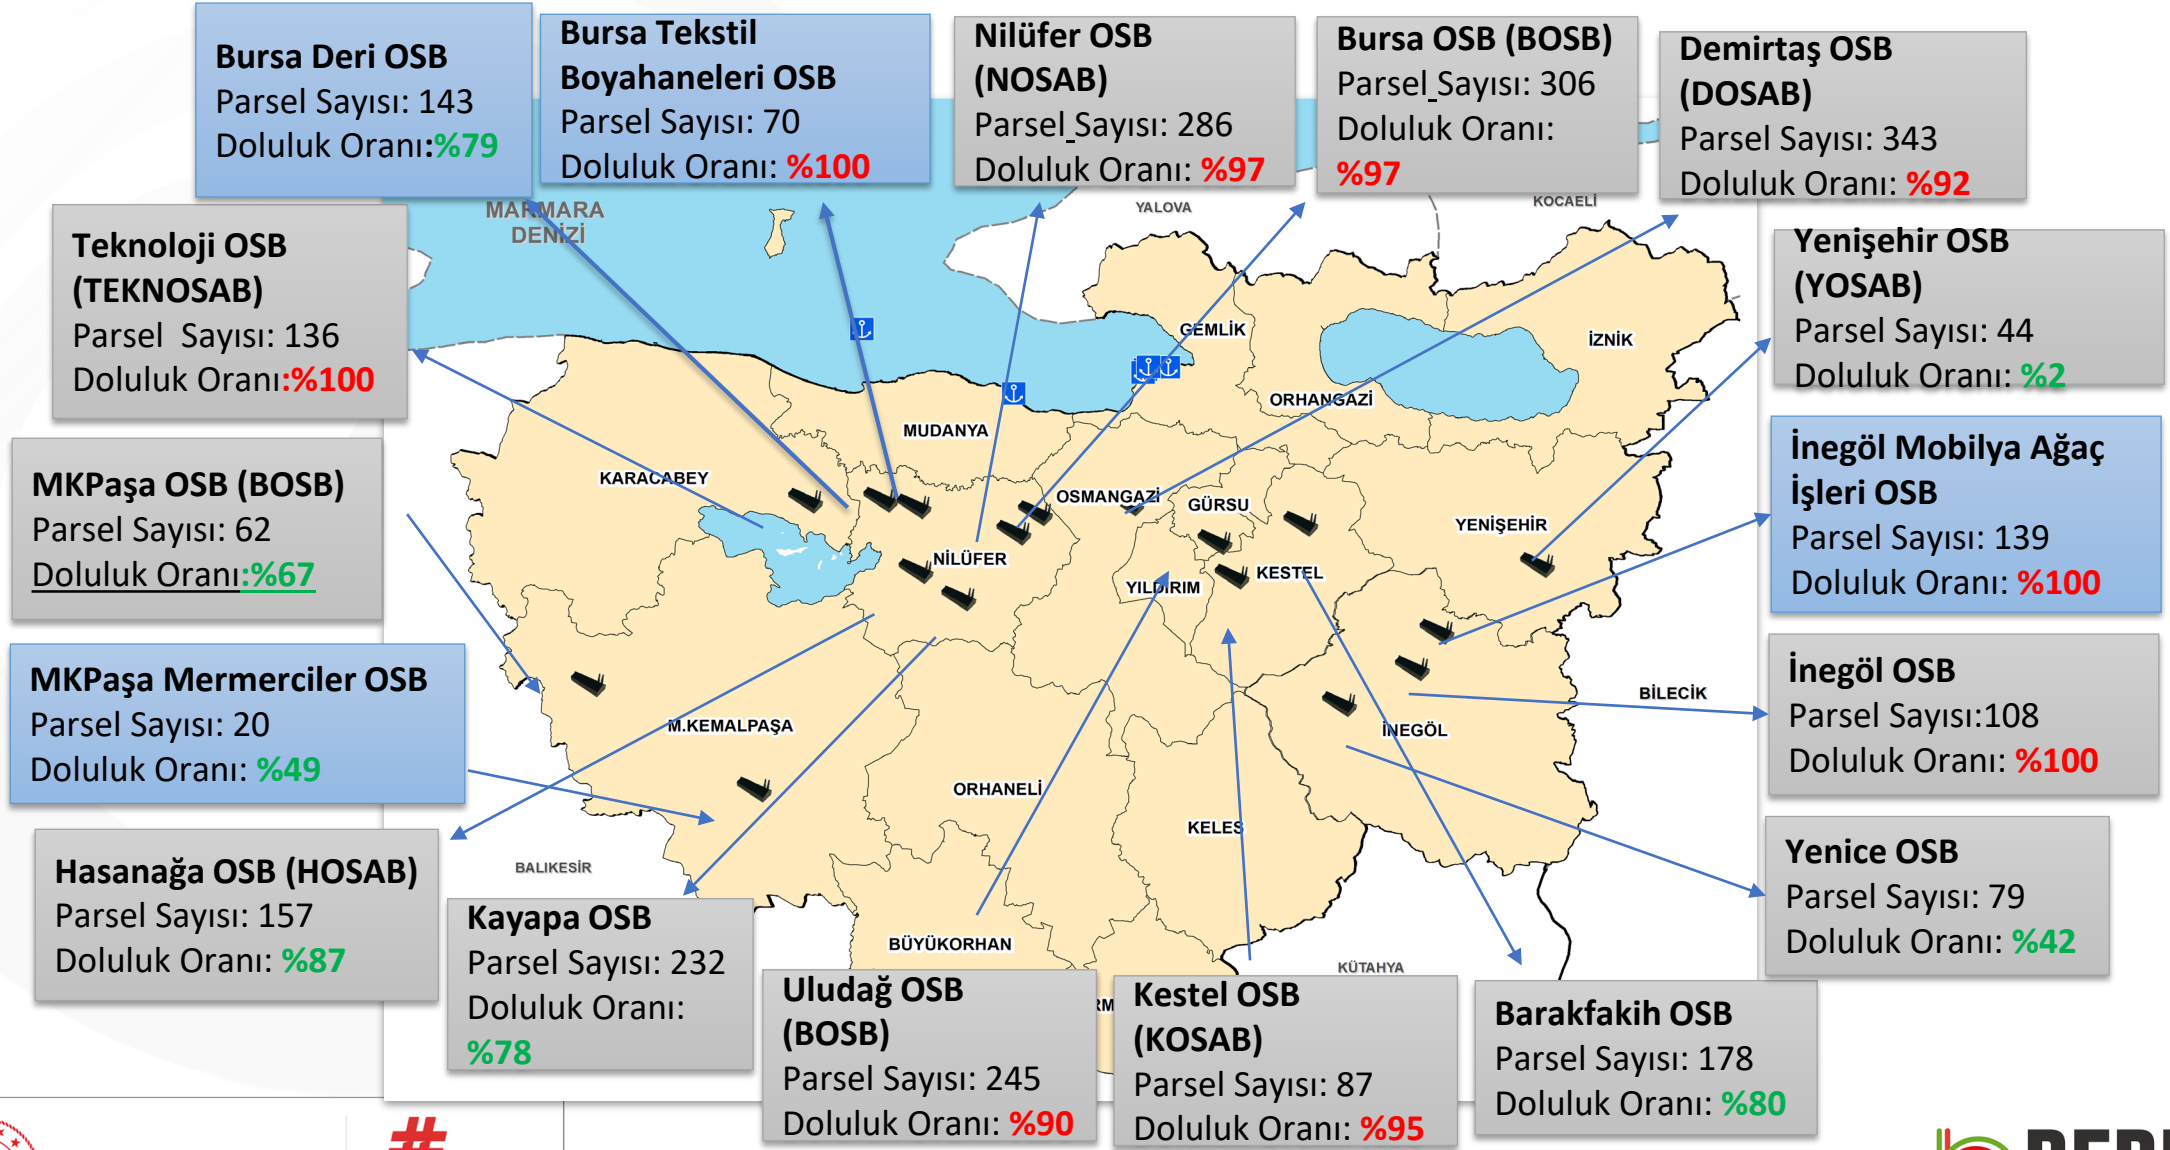 Bursa Deri OSB
Parsel Sayısı: 143
Doluluk Oranı:%79
Bursa Tekstil
Boyahaneleri OSB
Parsel Sayısı: 70
Doluluk Oranı: %100
Nilüfer OSB
(NOSAB)
Parsel Sayısı: 286
Doluluk Oranı: %97
Bursa OSB (BOSB)
Parsel Sayısı: 306
Doluluk Oranı:
%97
Demirtaş OSB
(DOSAB)
Parsel Sayısı: 343
Doluluk Oranı: %92
Teknoloji OSB
(TEKNOSAB)
Parsel  Sayısı: 136
Doluluk Oranı:%100
Yenişehir OSB
(YOSAB)
Parsel Sayısı: 44
Doluluk Oranı: %2
MKPaşa OSB (BOSB)
Parsel Sayısı: 62
Doluluk Oranı:%67
İnegöl Mobilya Ağaç
İşleri OSB
Parsel Sayısı: 139
Doluluk Oranı: %100
MKPaşa Mermerciler OSB
Parsel Sayısı: 20
Doluluk Oranı: %49
İnegöl OSB
Parsel Sayısı:108
Doluluk Oranı: %100
Hasanağa OSB (HOSAB)
Parsel Sayısı: 157
Doluluk Oranı: %87
Kayapa OSB
Parsel Sayısı: 232
Doluluk Oranı:
%78
Uludağ OSB
(BOSB)
Parsel Sayısı: 245
Doluluk Oranı: %90
Kestel OSB
(KOSAB)
Parsel Sayısı: 87
Doluluk Oranı: %95
Barakfakih OSB
Parsel Sayısı: 178
Doluluk Oranı: %80
Yenice OSB
Parsel Sayısı: 79
Doluluk Oranı: %42
MARMARA
DENİZİ
YALOVA
KOCAELİ
GEMLİK
İZNİK
ORHANGAZİ
MUDANYA
KARACABEY
OSMANGAZİ
GÜRSU
YENİŞEHİR
NİLÜFER
YILDIRIM
KESTEL
BİLECİK
M.KEMALPAŞA
İNEGÖL
ORHANELİ
KELES
BALIKESİR
BÜYÜKORHAN
KÜTAHYA
#